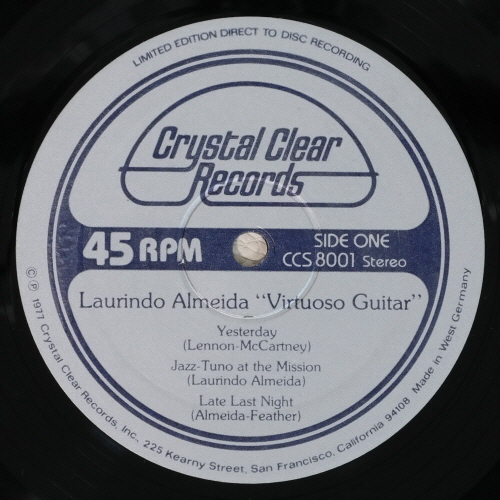 LIMITED EDITION DIRECT TO DISC RECORDING
Crystal Clear
Records
45 RPM
SIDE ONE
CCS 8001 Stereo
Laurindo Almeida "Virtuoso Guitar"
Yesterday
(Lennon-McCartney)
Jazz-Tuno at the Mission
(Laurindo Almeida)
Late Last Night
(Almeida-Feather)
© ℗ 1977 Crystal Clear Records, Inc., 225 Kearny Street, San Francisco, California 94108 Made in West Germany